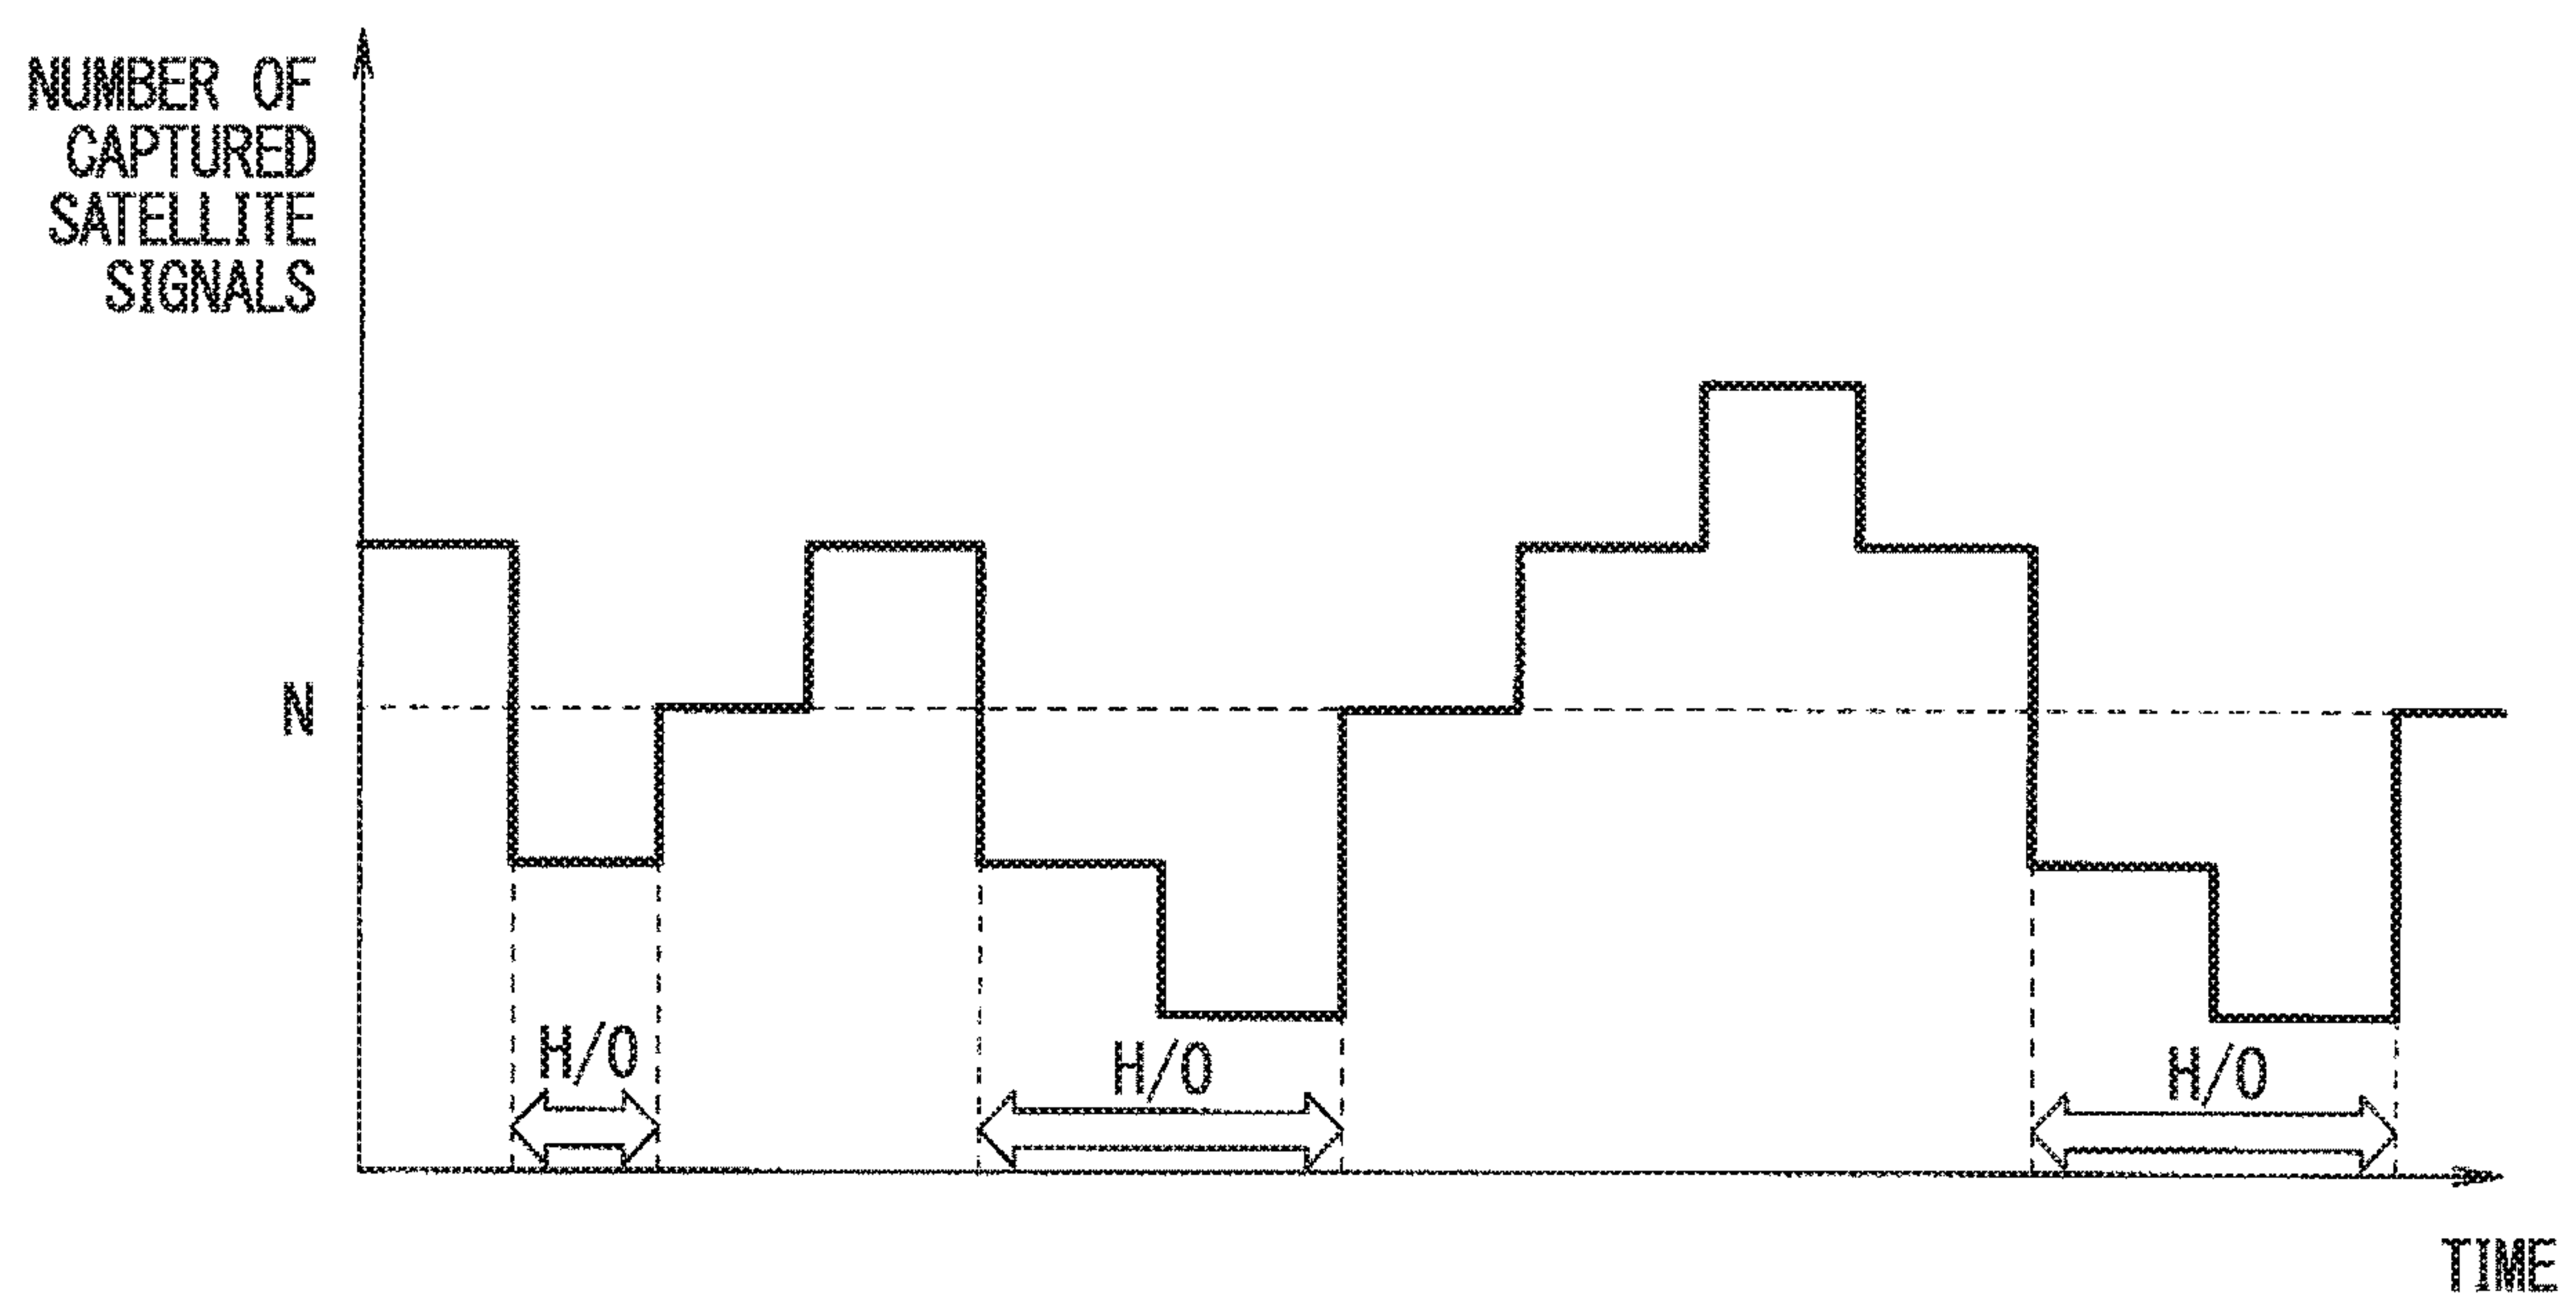 NUMBER OF
CAPTURED
SATELLITE
SIGNALS
N
H/O
H/O
H/O
TIME